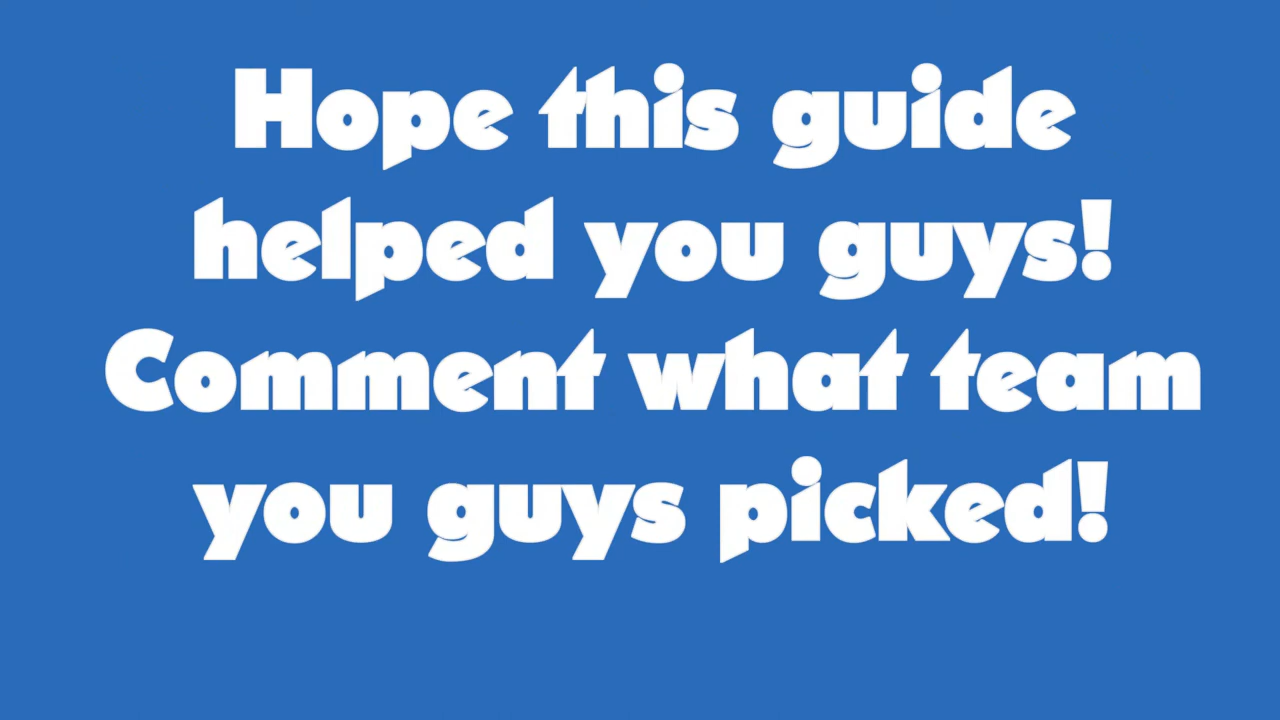 Hope this guide
helped you guys!
Comment what team
you guys picked!